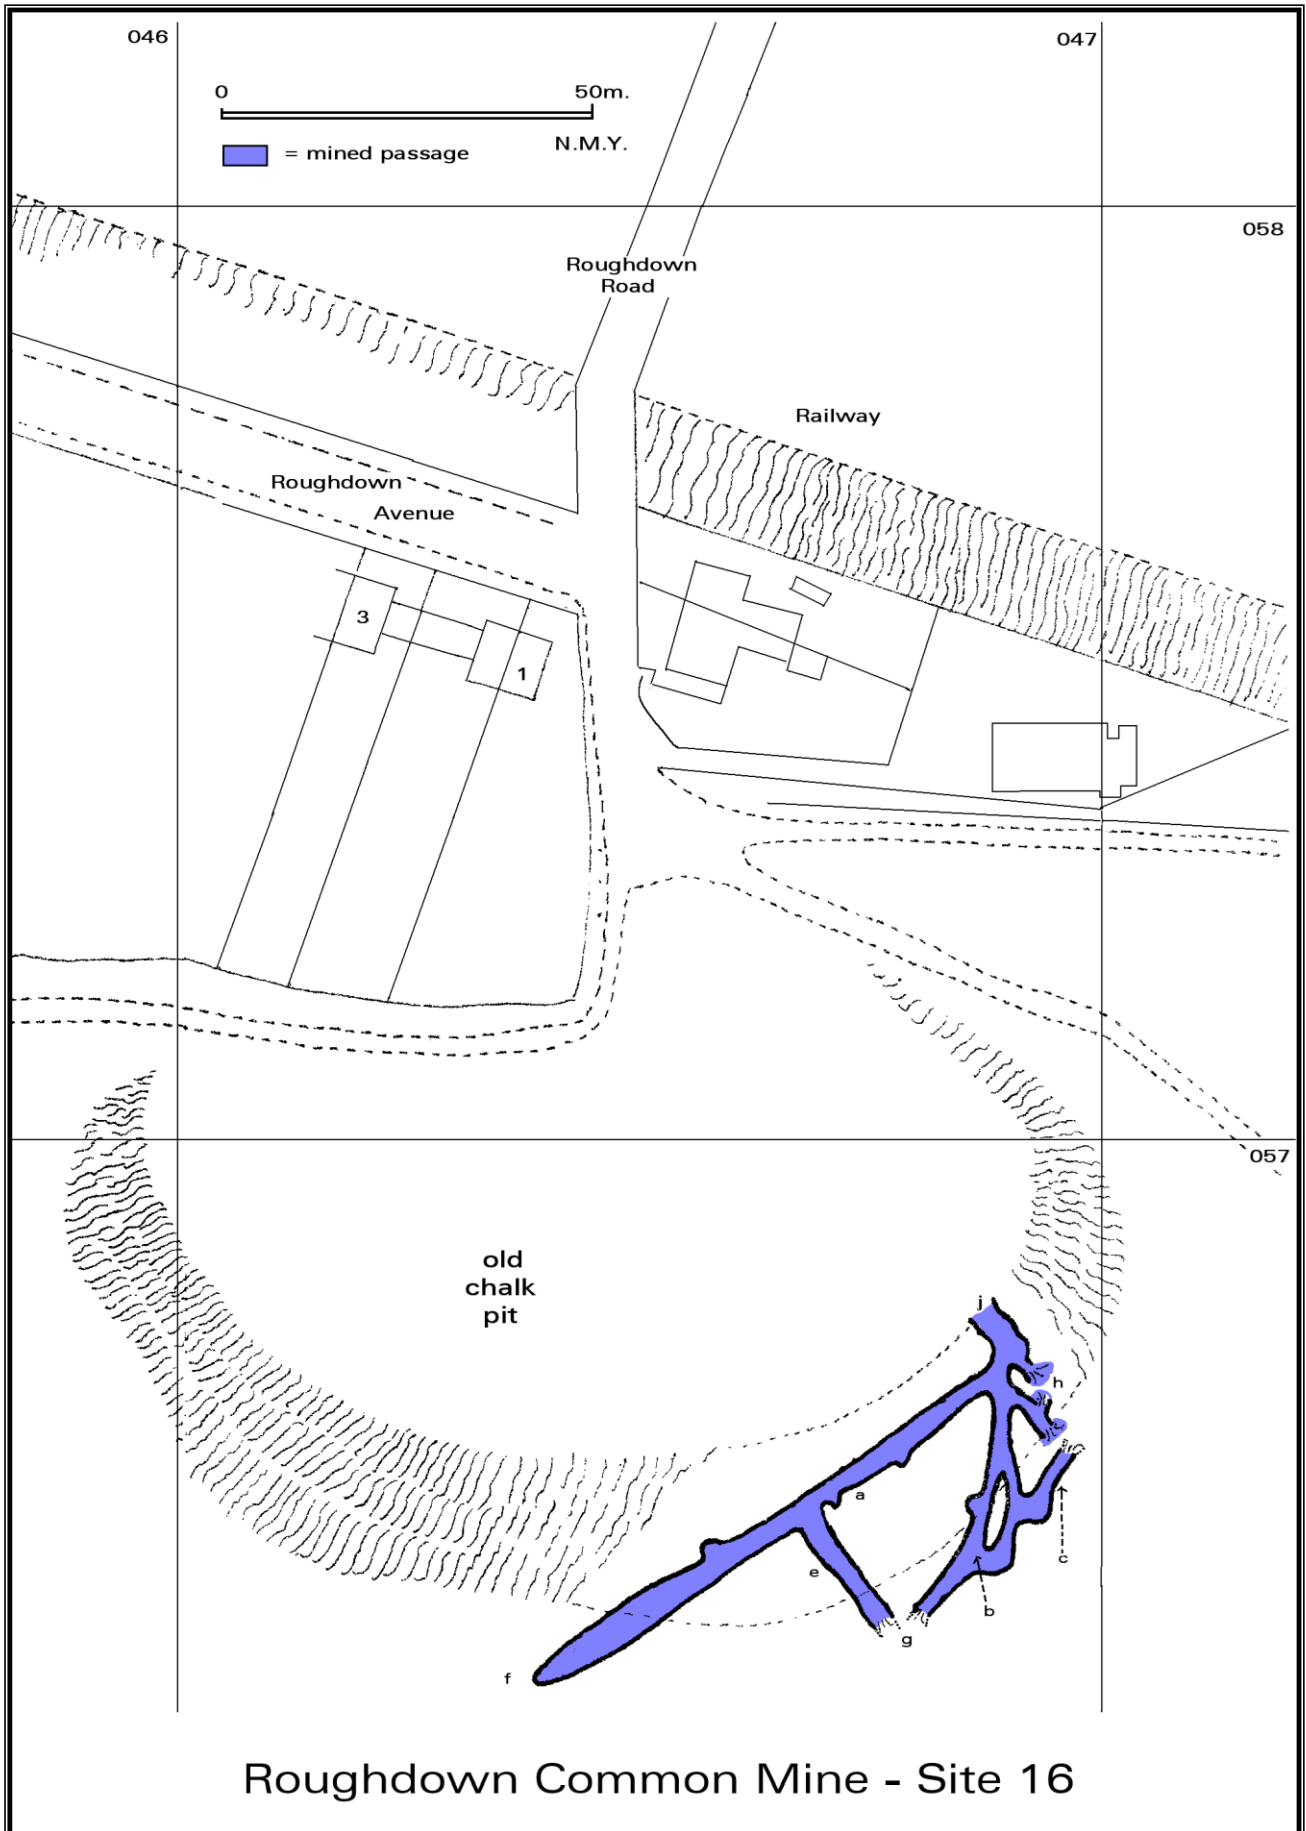 046
047
0
50m.
= mined passage
N.M.Y.
058
Roughdown
Road
Railway
Roughdown
Avenue
3
1
057
old
chalk
pit
j
h
a
c
e
b
g
f
Roughdown Common Mine - Site 16